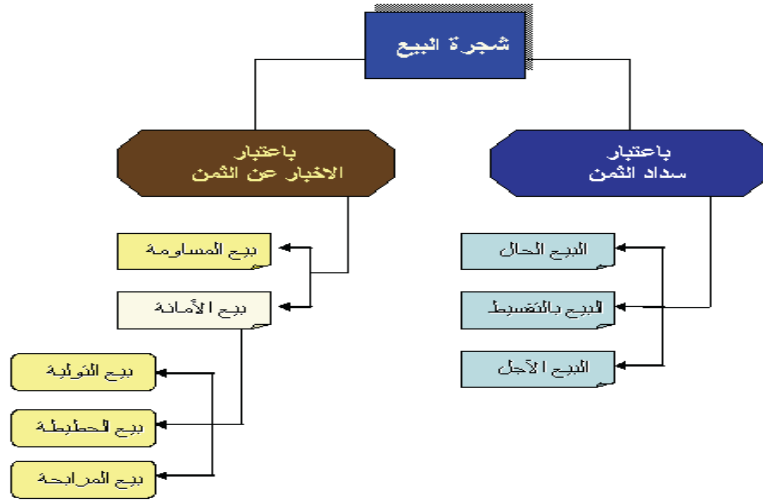 شجرة البيع
باعتبار
سداد الثمن
البيع الحال
البيع بالتقسيط
البيع الآجل
باعتبار
الاخبار عن الثمن
بيع المساومة
بيع الأمانة
بيع التولية
بيع الحطيطة
بيع المرابحة